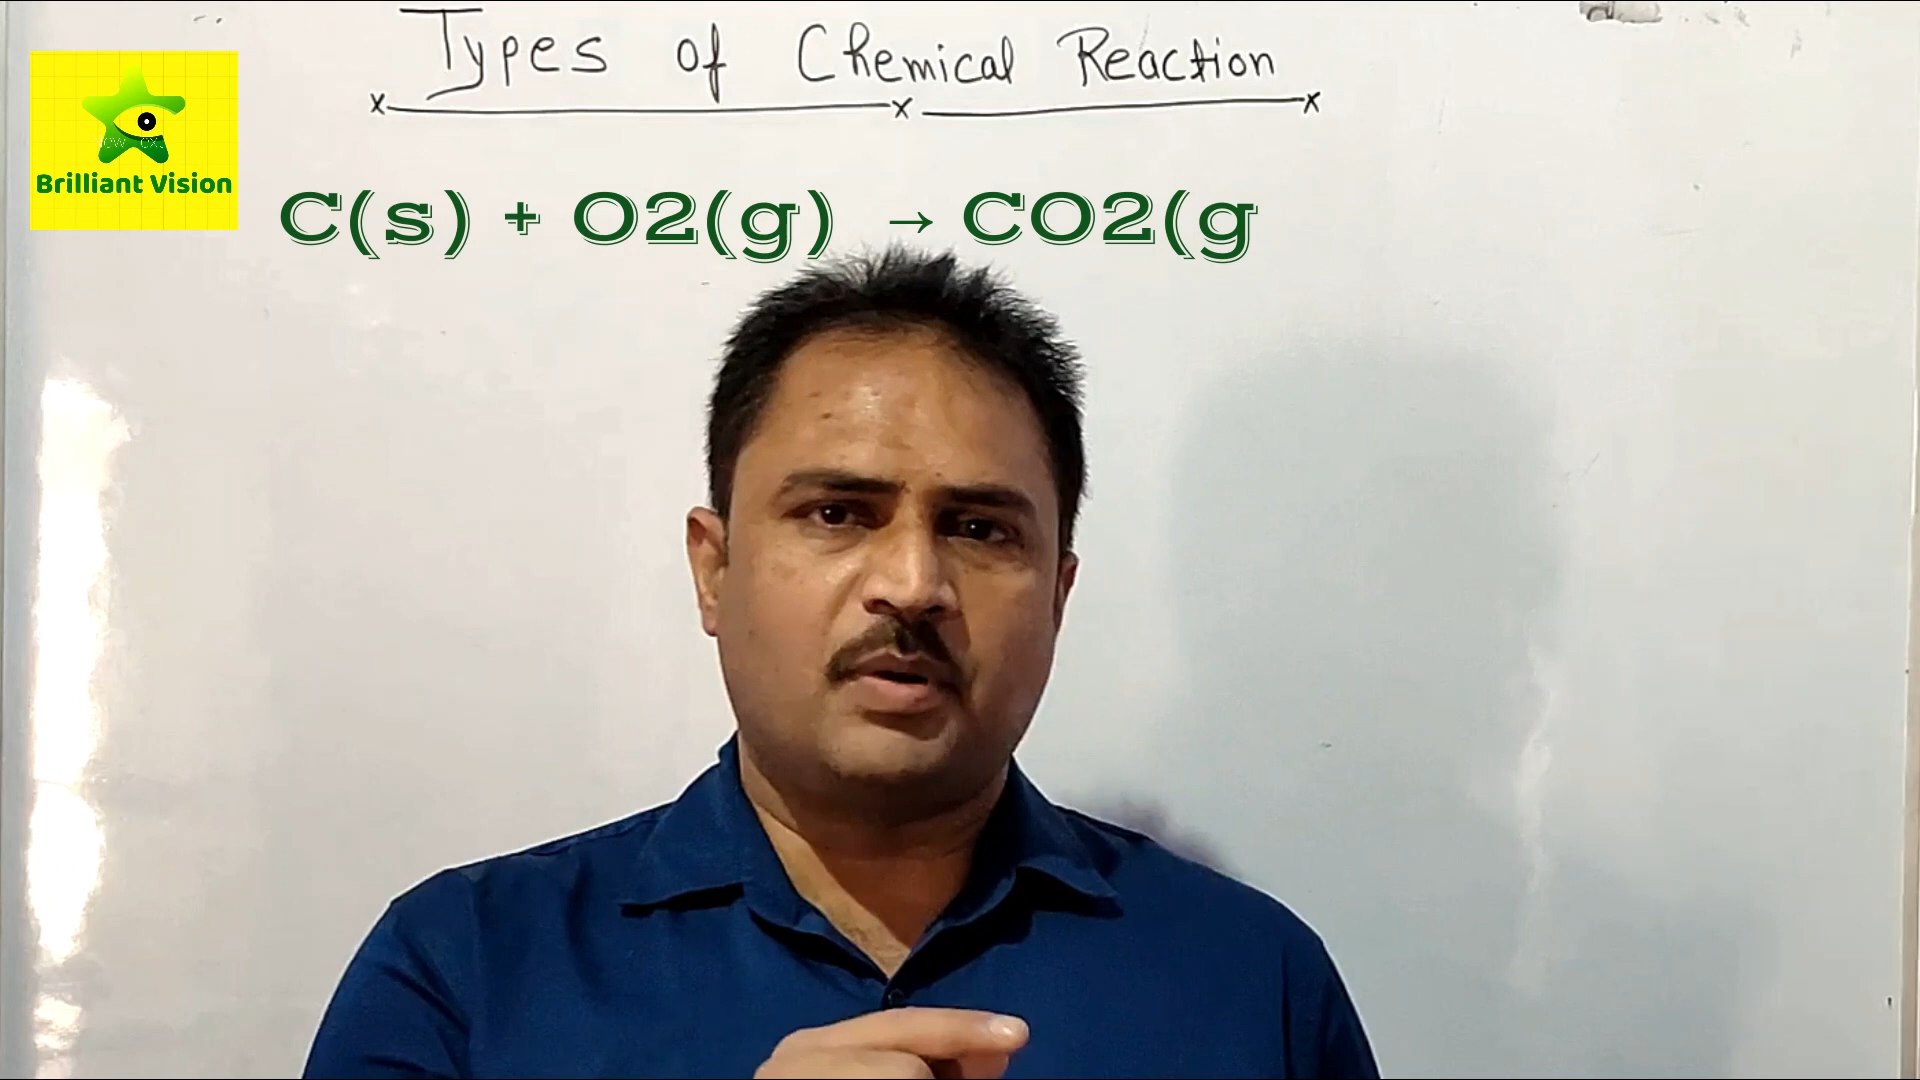 Types of Chemical Reaction
Brilliant Vision
C(s) + O2(g) → CO2(g